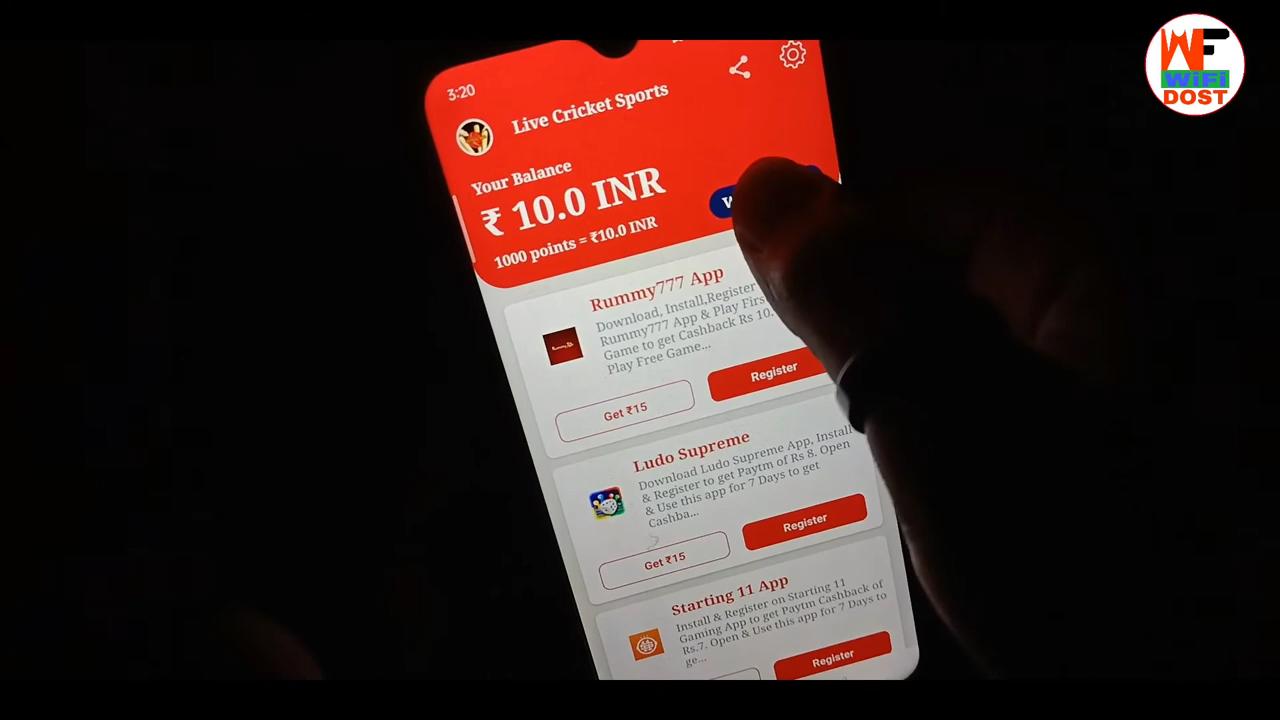 WF
WiFi
DOST
3:20
Live Cricket Sports
Your Balance
₹ 10.0 INR
1000 points = ₹10.0 INR
Rummy777 App
Download, Install,Register
Rummy777 App & Play Firs
Game to get Cashback Rs 10.
Play Free Game...
Get ₹15
Register
Ludo Supreme
Download Ludo Supreme App, Install
& Register to get Paytm of Rs 8. Open
& Use this app for 7 Days to get
Cashba...
Get ₹15
Register
Starting 11 App
Install & Register on Starting 11
Gaming App to get Paytm Cashback of
Rs.7. Open & Use this app for 7 Days to
ge...
Register